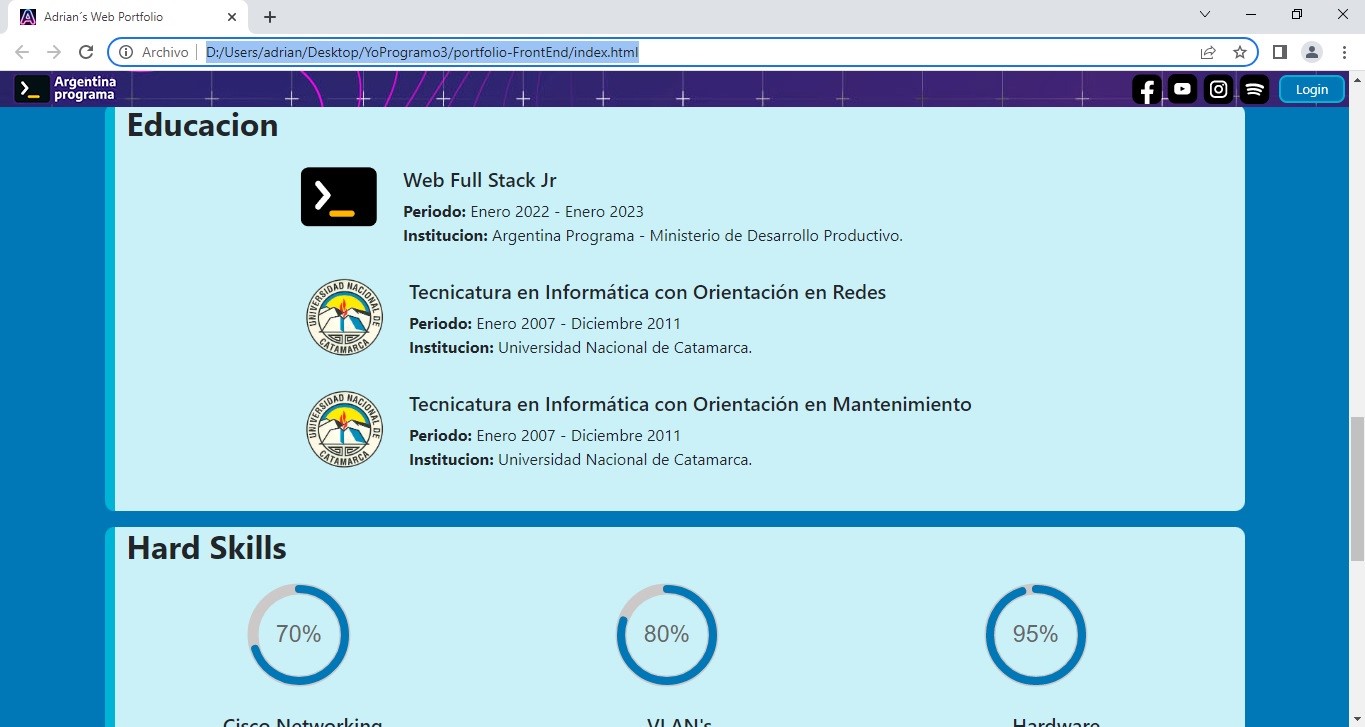 Adrian´s Web Portfolio
Archivo D:/Users/adrian/Desktop/YoProgramo3/portfolio-FrontEnd/index.html
Argentina
programa
Login
Educacion
Web Full Stack Jr
Periodo: Enero 2022 - Enero 2023
Institucion: Argentina Programa - Ministerio de Desarrollo Productivo.
UNIVERSIDAD NACIONAL DE CATAMARCA
Tecnicatura en Informática con Orientación en Redes
Periodo: Enero 2007 - Diciembre 2011
Institucion: Universidad Nacional de Catamarca.
UNIVERSIDAD NACIONAL DE CATAMARCA
Tecnicatura en Informática con Orientación en Mantenimiento
Periodo: Enero 2007 - Diciembre 2011
Institucion: Universidad Nacional de Catamarca.
Hard Skills
70% 80% 95%
Cisco Networking VLAN's Hardware